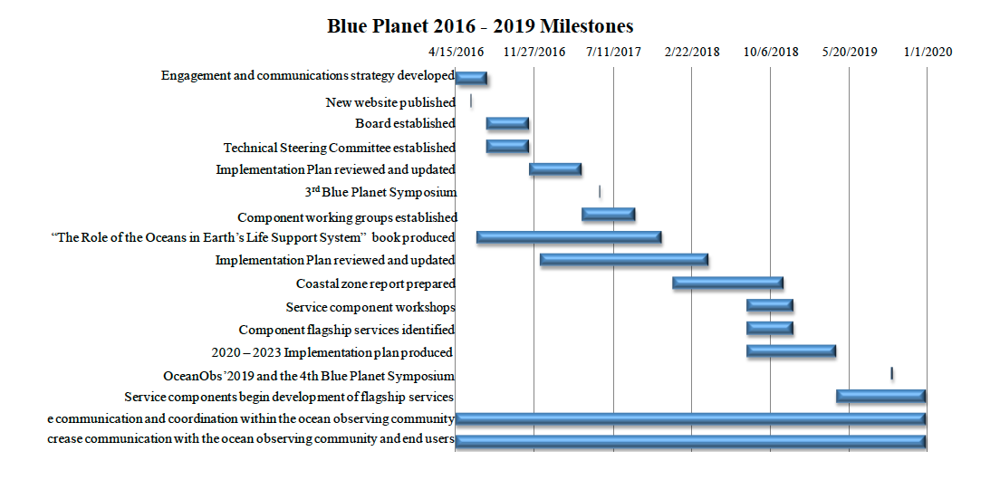 Blue Planet 2016 - 2019 Milestones
4/15/2016 11/27/2016 7/11/2017 2/22/2018 10/6/2018 5/20/2019 1/1/2020
Engagement and communications strategy developed
New website published
Board established
Technical Steering Committee established
Implementation Plan reviewed and updated
3rd Blue Planet Symposium
Component working groups established
“The Role of the Oceans in Earth’s Life Support System” book produced
Implementation Plan reviewed and updated
Coastal zone report prepared
Service component workshops
Component flagship services identified
2020 – 2023 Implementation plan produced
OceanObs’2019 and the 4th Blue Planet Symposium
Service components begin development of flagship services
e communication and coordination within the ocean observing community
crease communication with the ocean observing community and end users